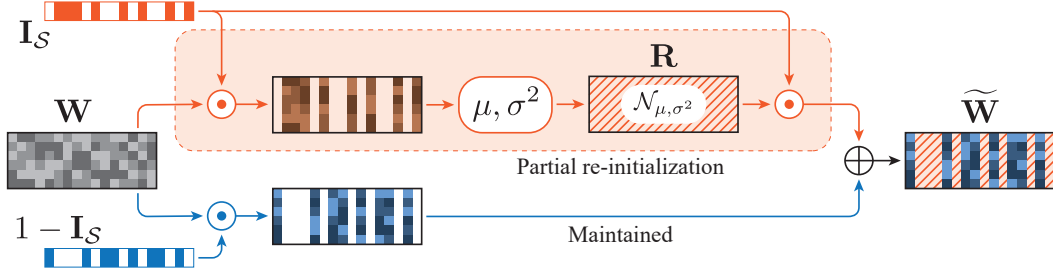 I_𝒮
R
μ, σ²
𝒩_{μ,σ²}
W
W̃
Partial re-initialization
1 − I_𝒮
Maintained